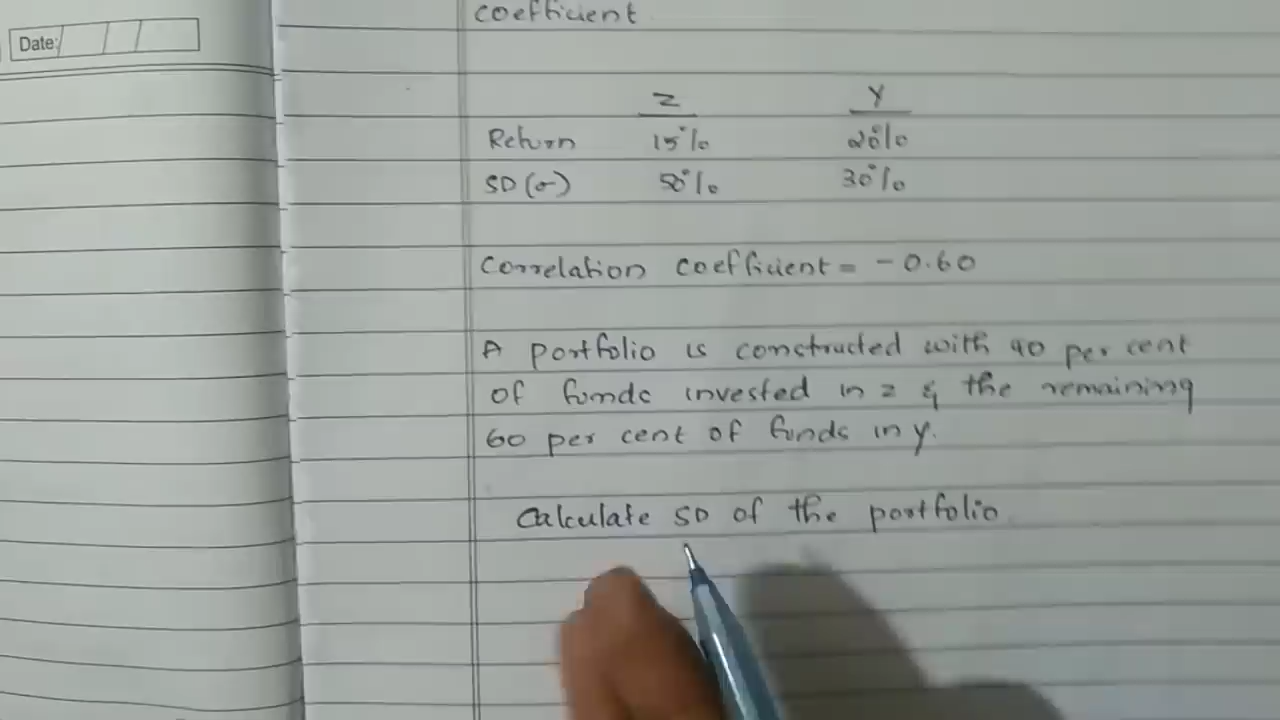 coefficient
Date:
Z Y
Return 15% 20%
SD (σ) 50% 30%
Correlation coefficient = -0.60
A portfolio is constructed with 40 per cent
of funds invested in z & the remaining
60 per cent of funds in y.
Calculate SD of the portfolio